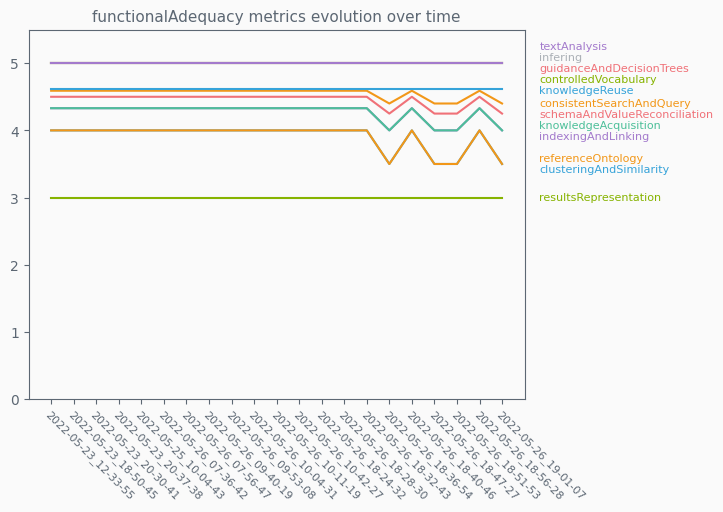 functionalAdequacy metrics evolution over time
5
4
3
2
1
0
textAnalysis
infering
guidanceAndDecisionTrees
controlledVocabulary
knowledgeReuse
consistentSearchAndQuery
schemaAndValueReconciliation
knowledgeAcquisition
indexingAndLinking
referenceOntology
clusteringAndSimilarity
resultsRepresentation
2022-05-23_12-33-55
2022-05-23_18-50-45
2022-05-23_20-30-41
2022-05-23_20-37-38
2022-05-25_10-04-43
2022-05-26_07-36-42
2022-05-26_07-56-47
2022-05-26_09-40-19
2022-05-26_09-53-08
2022-05-26_10-04-31
2022-05-26_10-11-19
2022-05-26_10-42-27
2022-05-26_18-24-32
2022-05-26_18-28-30
2022-05-26_18-32-43
2022-05-26_18-36-54
2022-05-26_18-40-46
2022-05-26_18-47-27
2022-05-26_18-51-53
2022-05-26_18-56-28
2022-05-26_19-01-07